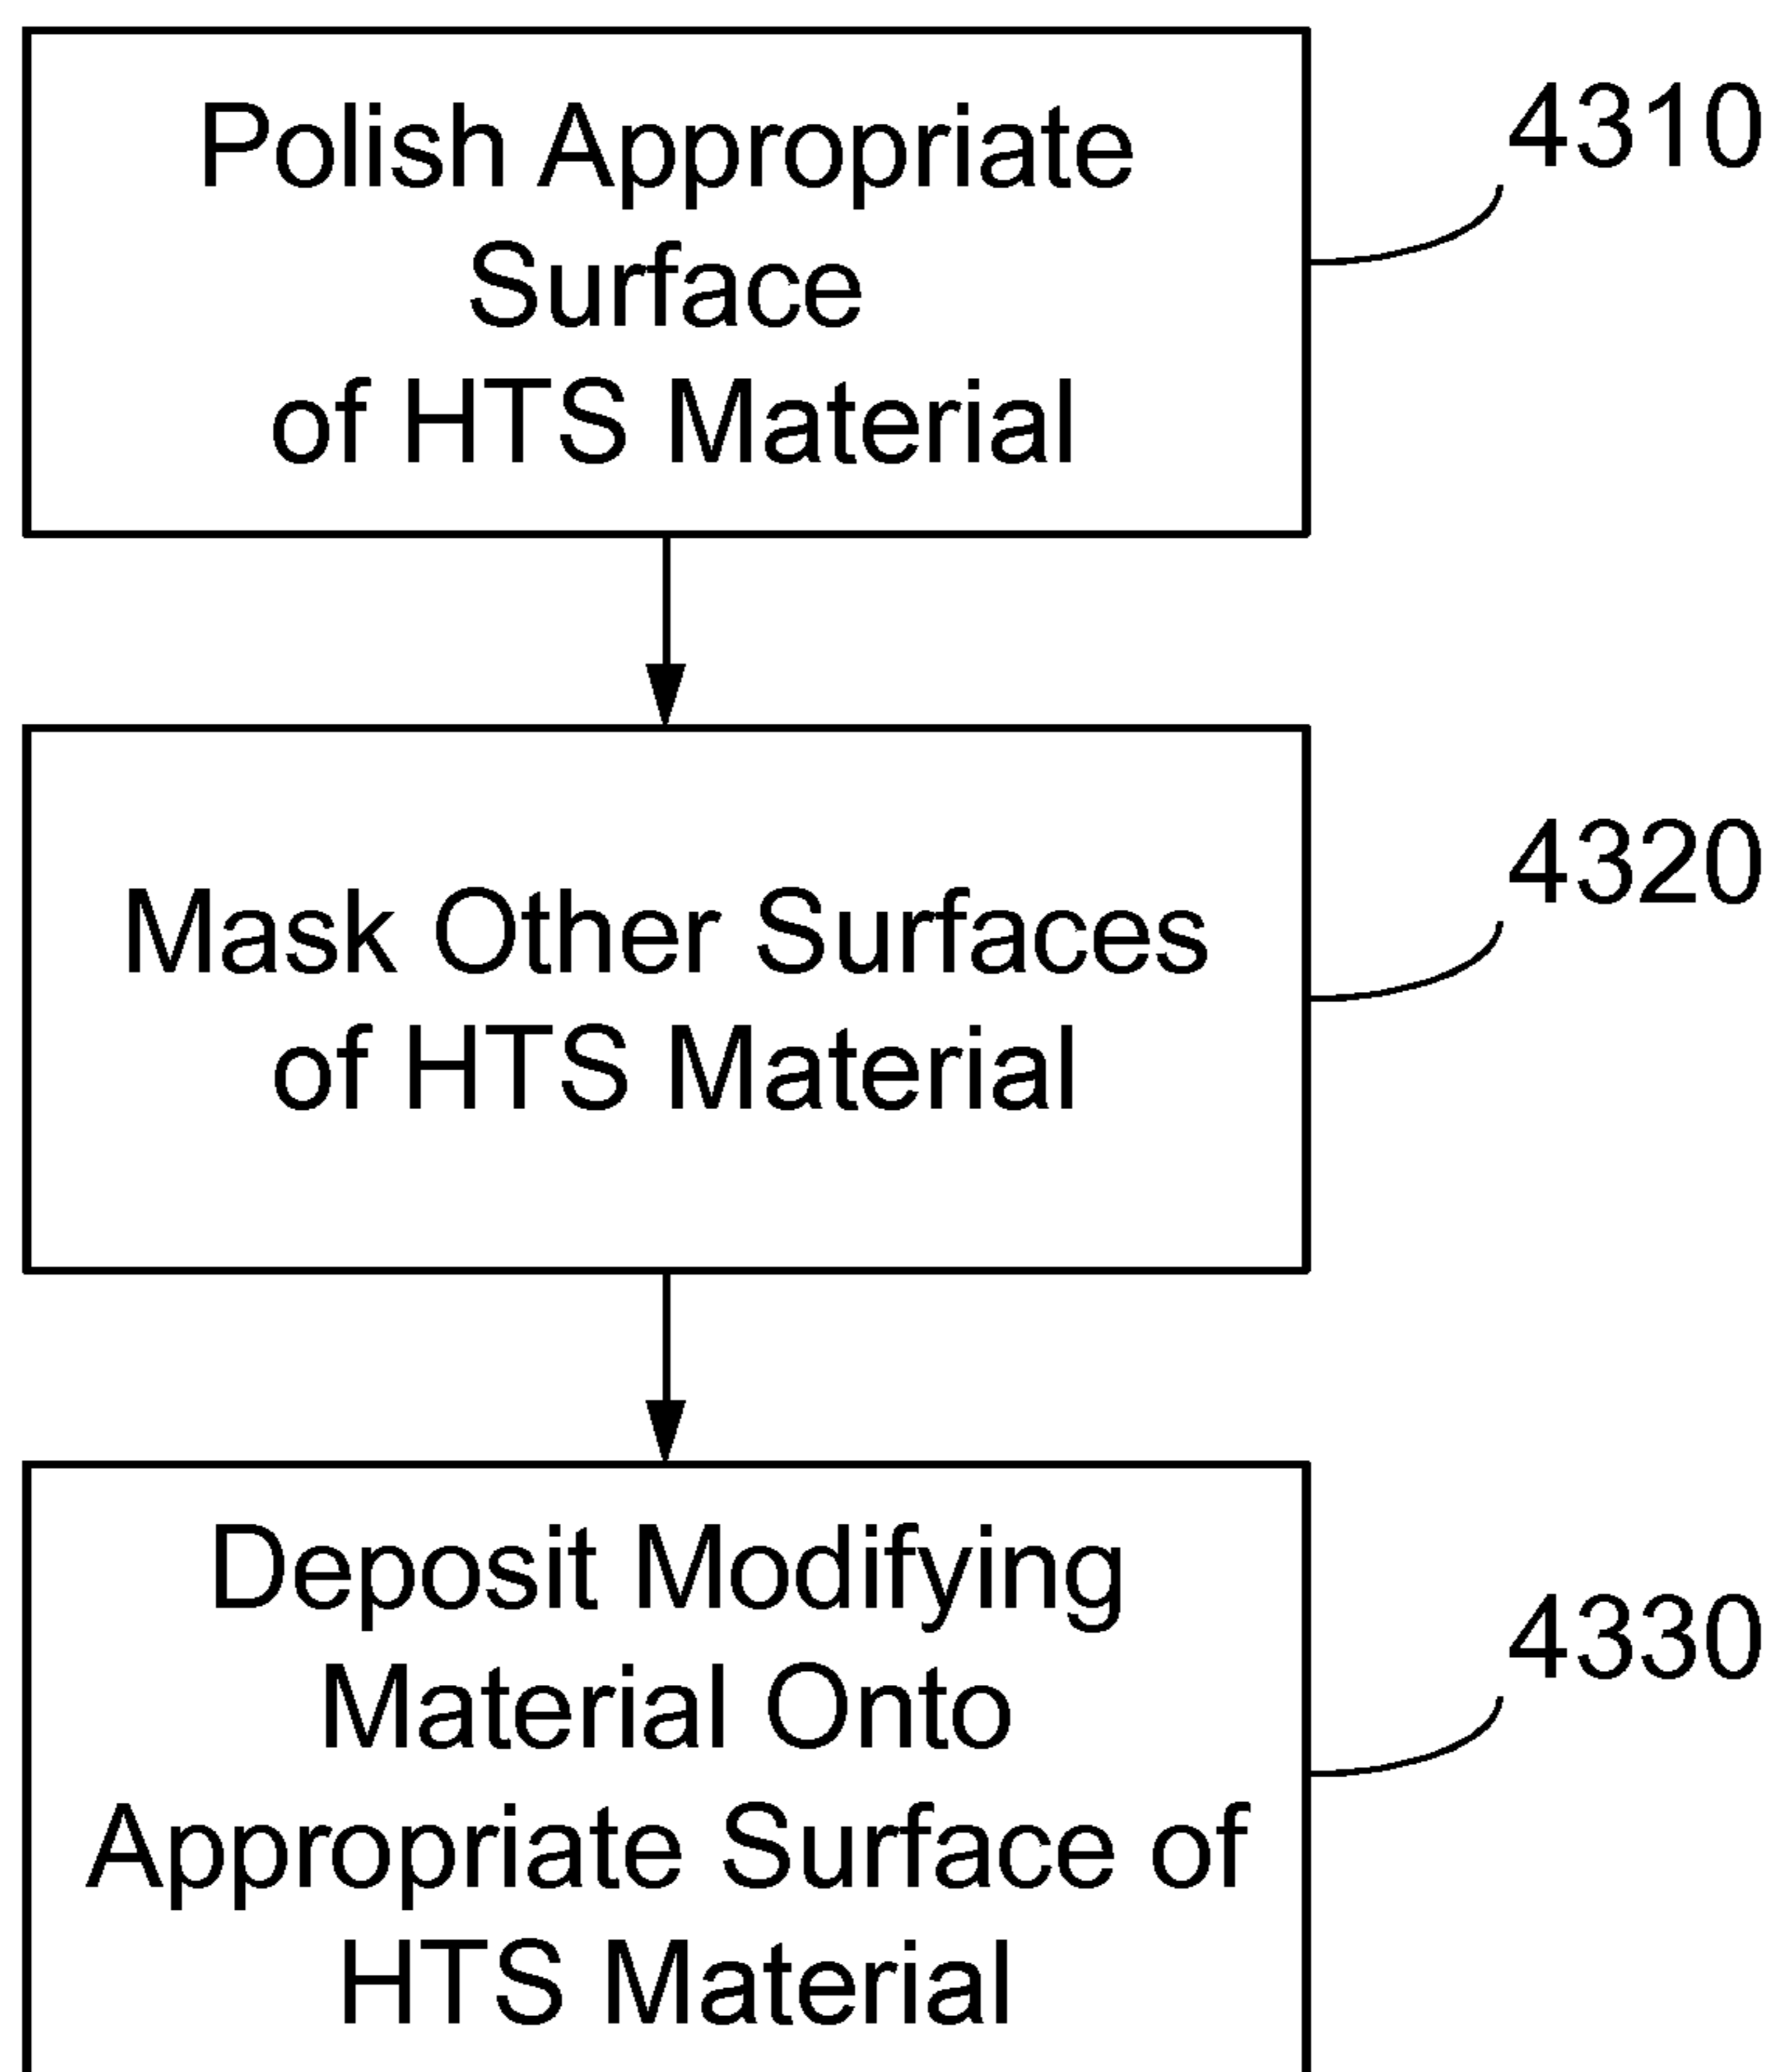 Polish Appropriate
Surface
of HTS Material
4310
Mask Other Surfaces
of HTS Material
4320
Deposit Modifying
Material Onto
Appropriate Surface of
HTS Material
4330